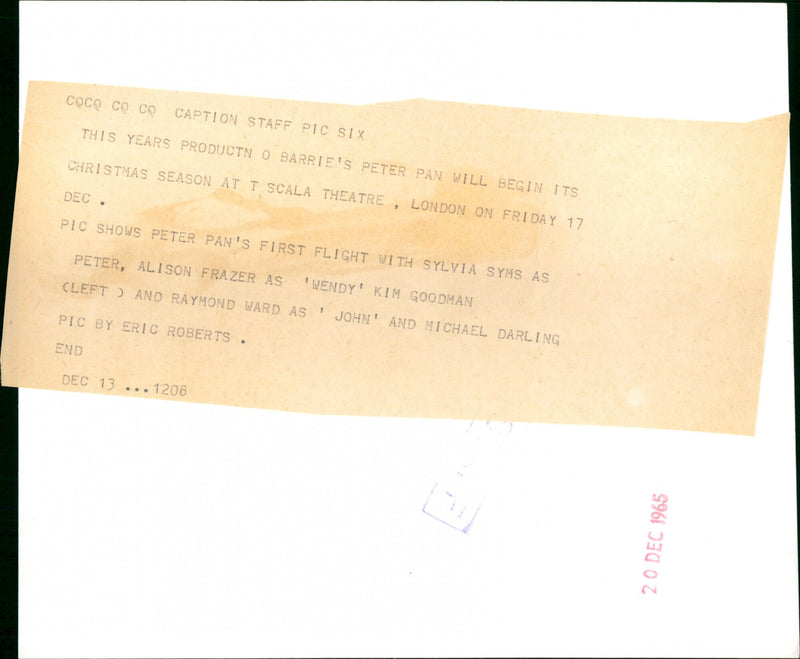 CQCQ CQ CQ CAPTION STAFF PIC SIX
THIS YEARS PRODUCTN O BARRIE'S PETER PAN WILL BEGIN ITS
CHRISTMAS SEASON AT T SCALA THEATRE , LONDON ON FRIDAY 17
DEC .
PIC SHOWS PETER PAN'S FIRST FLIGHT WITH SYLVIA SYMS AS
PETER, ALISON FRAZER AS 'WENDY' KIM GOODMAN
(LEFT ) AND RAYMOND WARD AS ' JOHN' AND MICHAEL DARLING
PIC BY ERIC ROBERTS .
END
DEC 13 ...1206
20 DEC 1965